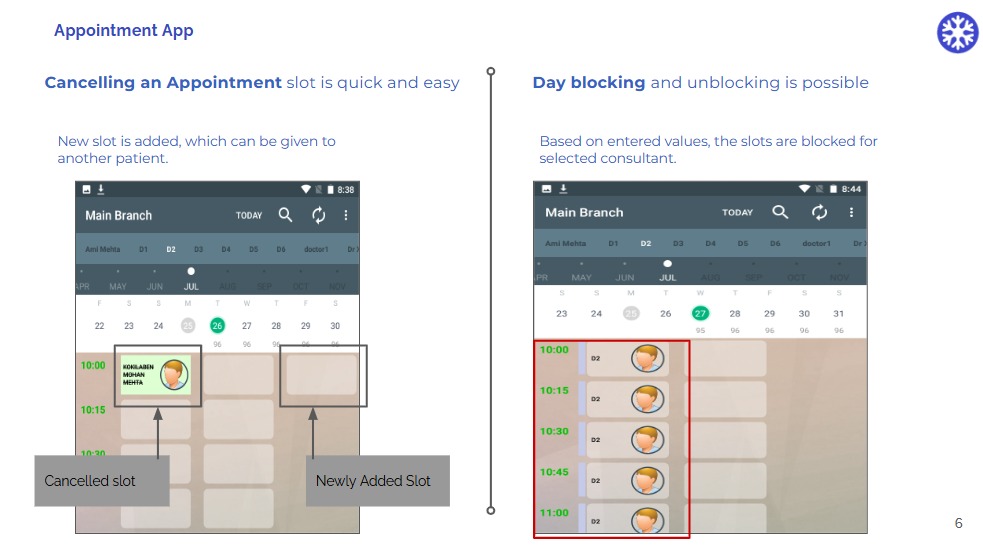 Appointment App
Cancelling an Appointment slot is quick and easy
New slot is added, which can be given to
another patient.
8:38
Main Branch TODAY
Ami Mehta D1 D2 D3 D4 D5 D6 doctor1
APR MAY JUN JUL AUG SEP OCT NOV
F S S M T W T F S
22 23 24 25 26 27 28 29 30
96 96 96 96 96
10:00
KOKILABEN
MOHAN
MEHTA
10:15
10:30
Cancelled slot
Newly Added Slot
Day blocking and unblocking is possible
Based on entered values, the slots are blocked for
selected consultant.
8:44
Main Branch TODAY
Ami Mehta D1 D2 D3 D4 D5 D6 doctor1
APR MAY JUN JUL AUG SEP OCT NOV
S S M T W T F S S
23 24 25 26 27 28 29 30 31
95 96 96 96 96
10:00 D2
10:15 D2
10:30 D2
10:45 D2
11:00 D2
6